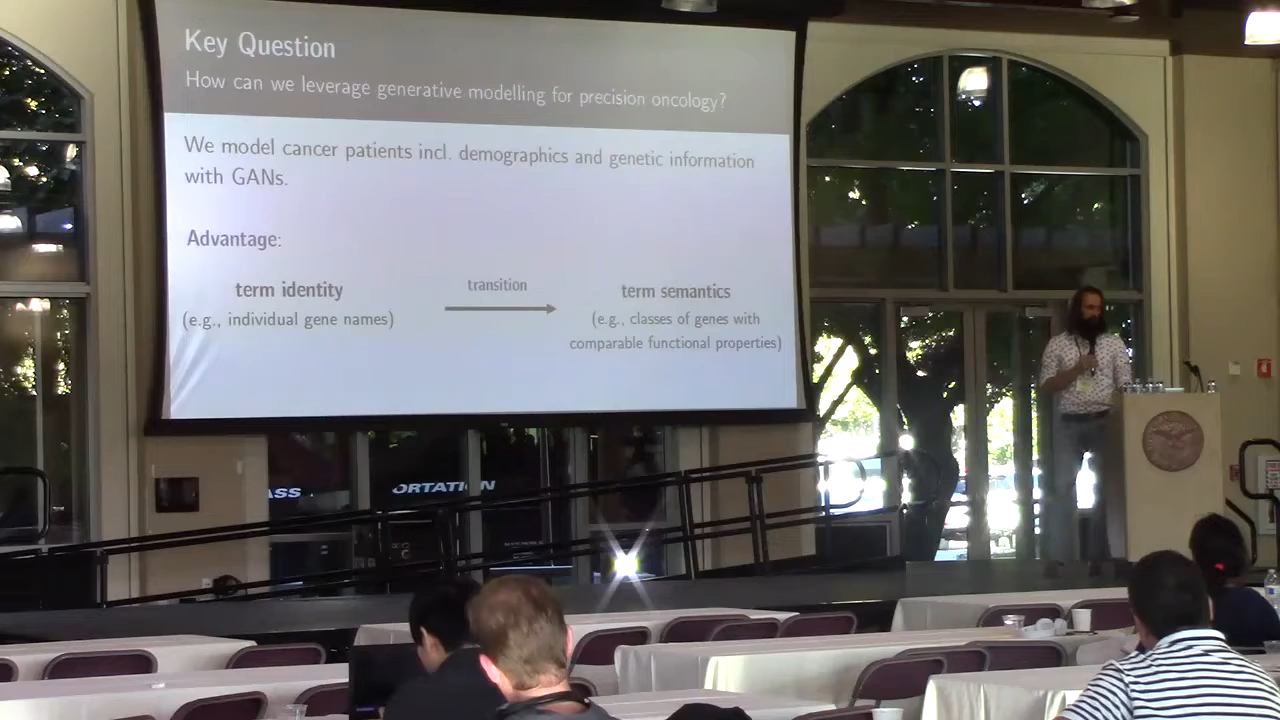 Key Question
How can we leverage generative modelling for precision oncology?
We model cancer patients incl. demographics and genetic information
with GANs.
Advantage:
term identity
(e.g., individual gene names)
transition
term semantics
(e.g., classes of genes with
comparable functional properties)
ASS
ORTATION